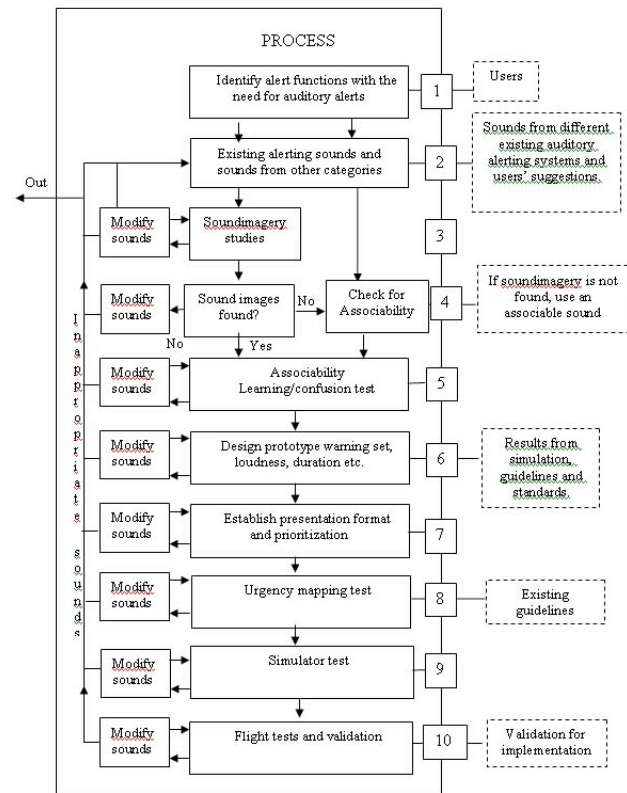 PROCESS
Identify alert functions with the
need for auditory alerts
1
Users
Existing alerting sounds and
sounds from other categories
2
Sounds from different
existing auditory
alerting systems and
users' suggestions.
Out
Modify
sounds
Soundimagery
studies
3
Modify
sounds
Sound images
found?
No
Check for
Associability
4
If soundimagery is not
found, use an
associable sound
No
Yes
Modify
sounds
Associability
Learning/confusion test
5
Modify
sounds
Design prototype warning set,
loudness, duration etc.
6
Results from
simulation,
guidelines and
standards.
Modify
sounds
Establish presentation format
and prioritization
7
Modify
sounds
Urgency mapping test
8
Existing
guidelines
Modify
sounds
Simulator test
9
Modify
sounds
Flight tests and validation
10
Validation for
implementation
Inappropriate sounds